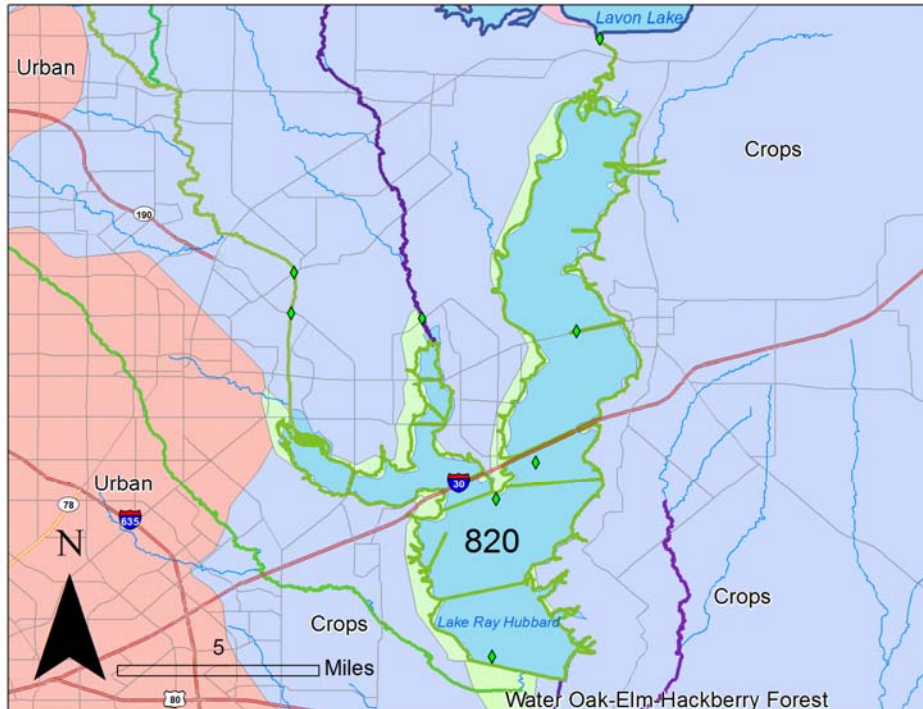 Lavon Lake
Urban
Crops
190
30
Urban
78
635
N
820
Crops
Crops
Lake Ray Hubbard
5
Miles
80
Water Oak-Elm-Hackberry Forest